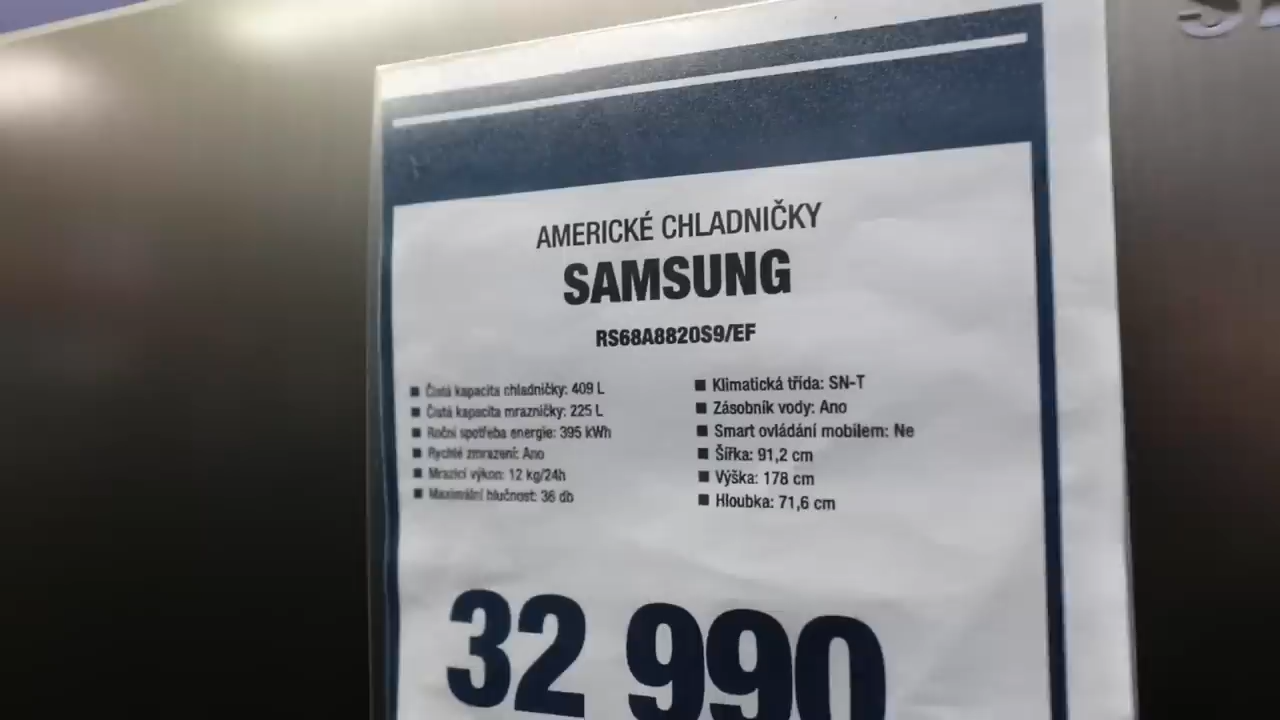 AMERICKÉ CHLADNIČKY
SAMSUNG
RS68A8820S9/EF
Čistá kapacita chladničky: 409 L
Čistá kapacita mrazničky: 225 L
Roční spotřeba energie: 395 kWh
Rychlé zmrazení: Ano
Mrazicí výkon: 12 kg/24h
Maximální hlučnost: 36 db
Klimatická třída: SN-T
Zásobník vody: Ano
Smart ovládání mobilem: Ne
Šířka: 91,2 cm
Výška: 178 cm
Hloubka: 71,6 cm
32 990